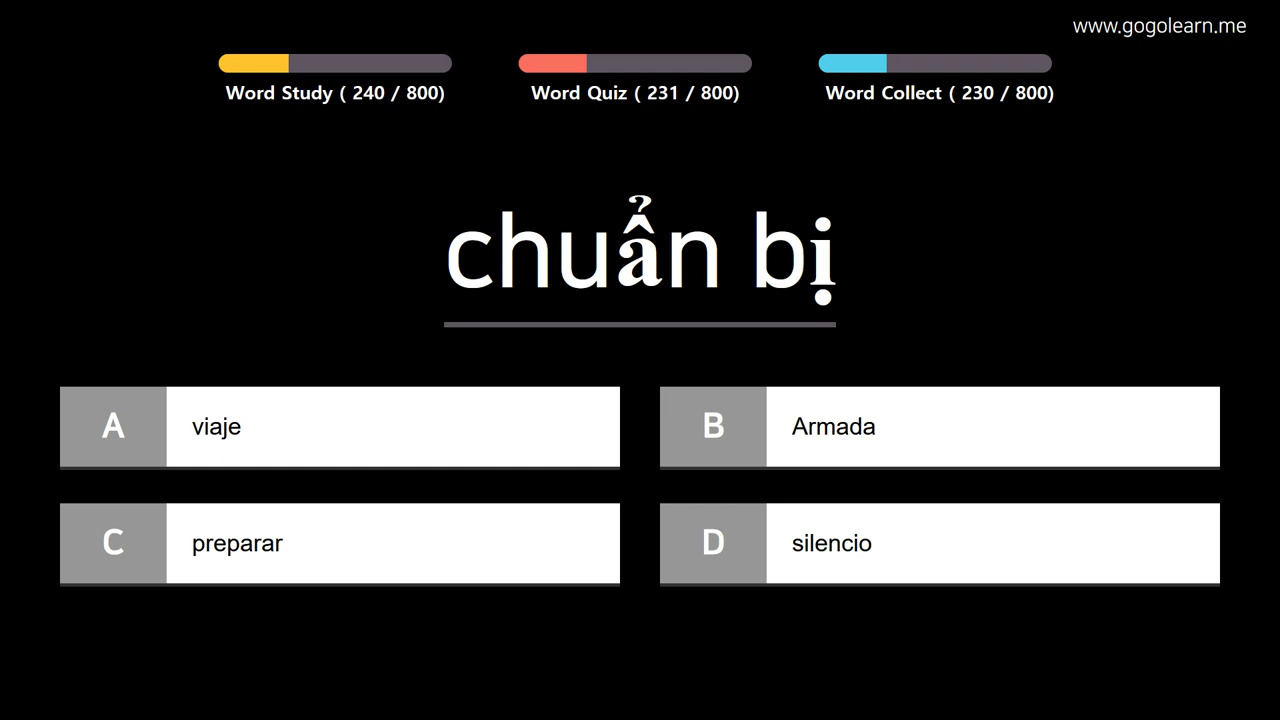 www.gogolearn.me
Word Study ( 240 / 800)
Word Quiz ( 231 / 800)
Word Collect ( 230 / 800)
chuẩn bị
A viaje
B Armada
C preparar
D silencio